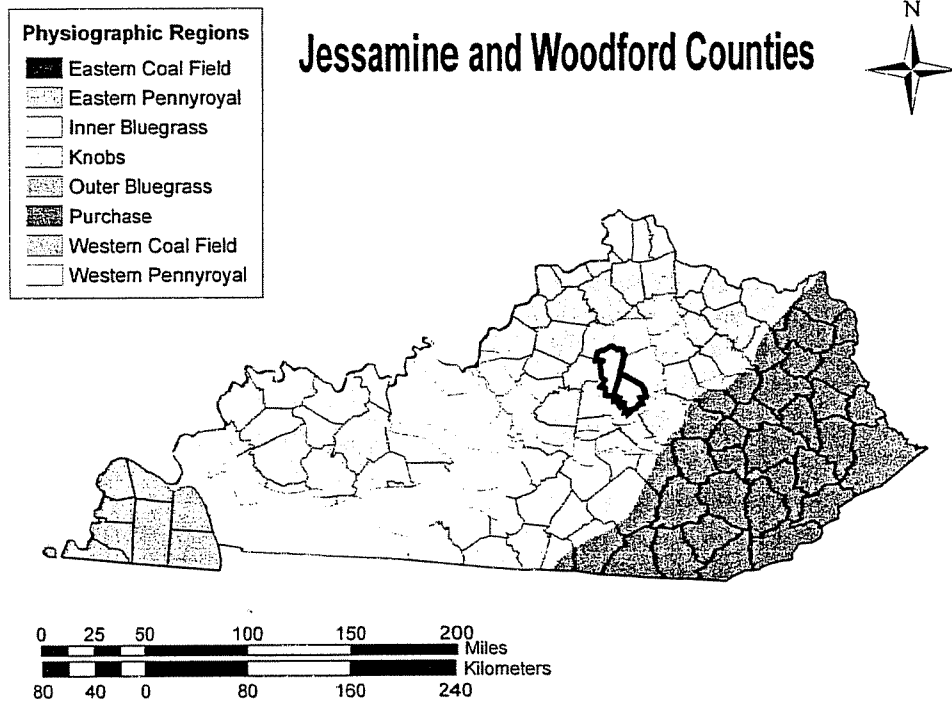 Physiographic Regions
Eastern Coal Field
Eastern Pennyroyal
Inner Bluegrass
Knobs
Outer Bluegrass
Purchase
Western Coal Field
Western Pennyroyal
Jessamine and Woodford Counties
N
0 25 50 100 150 200
Miles
Kilometers
80 40 0 80 160 240